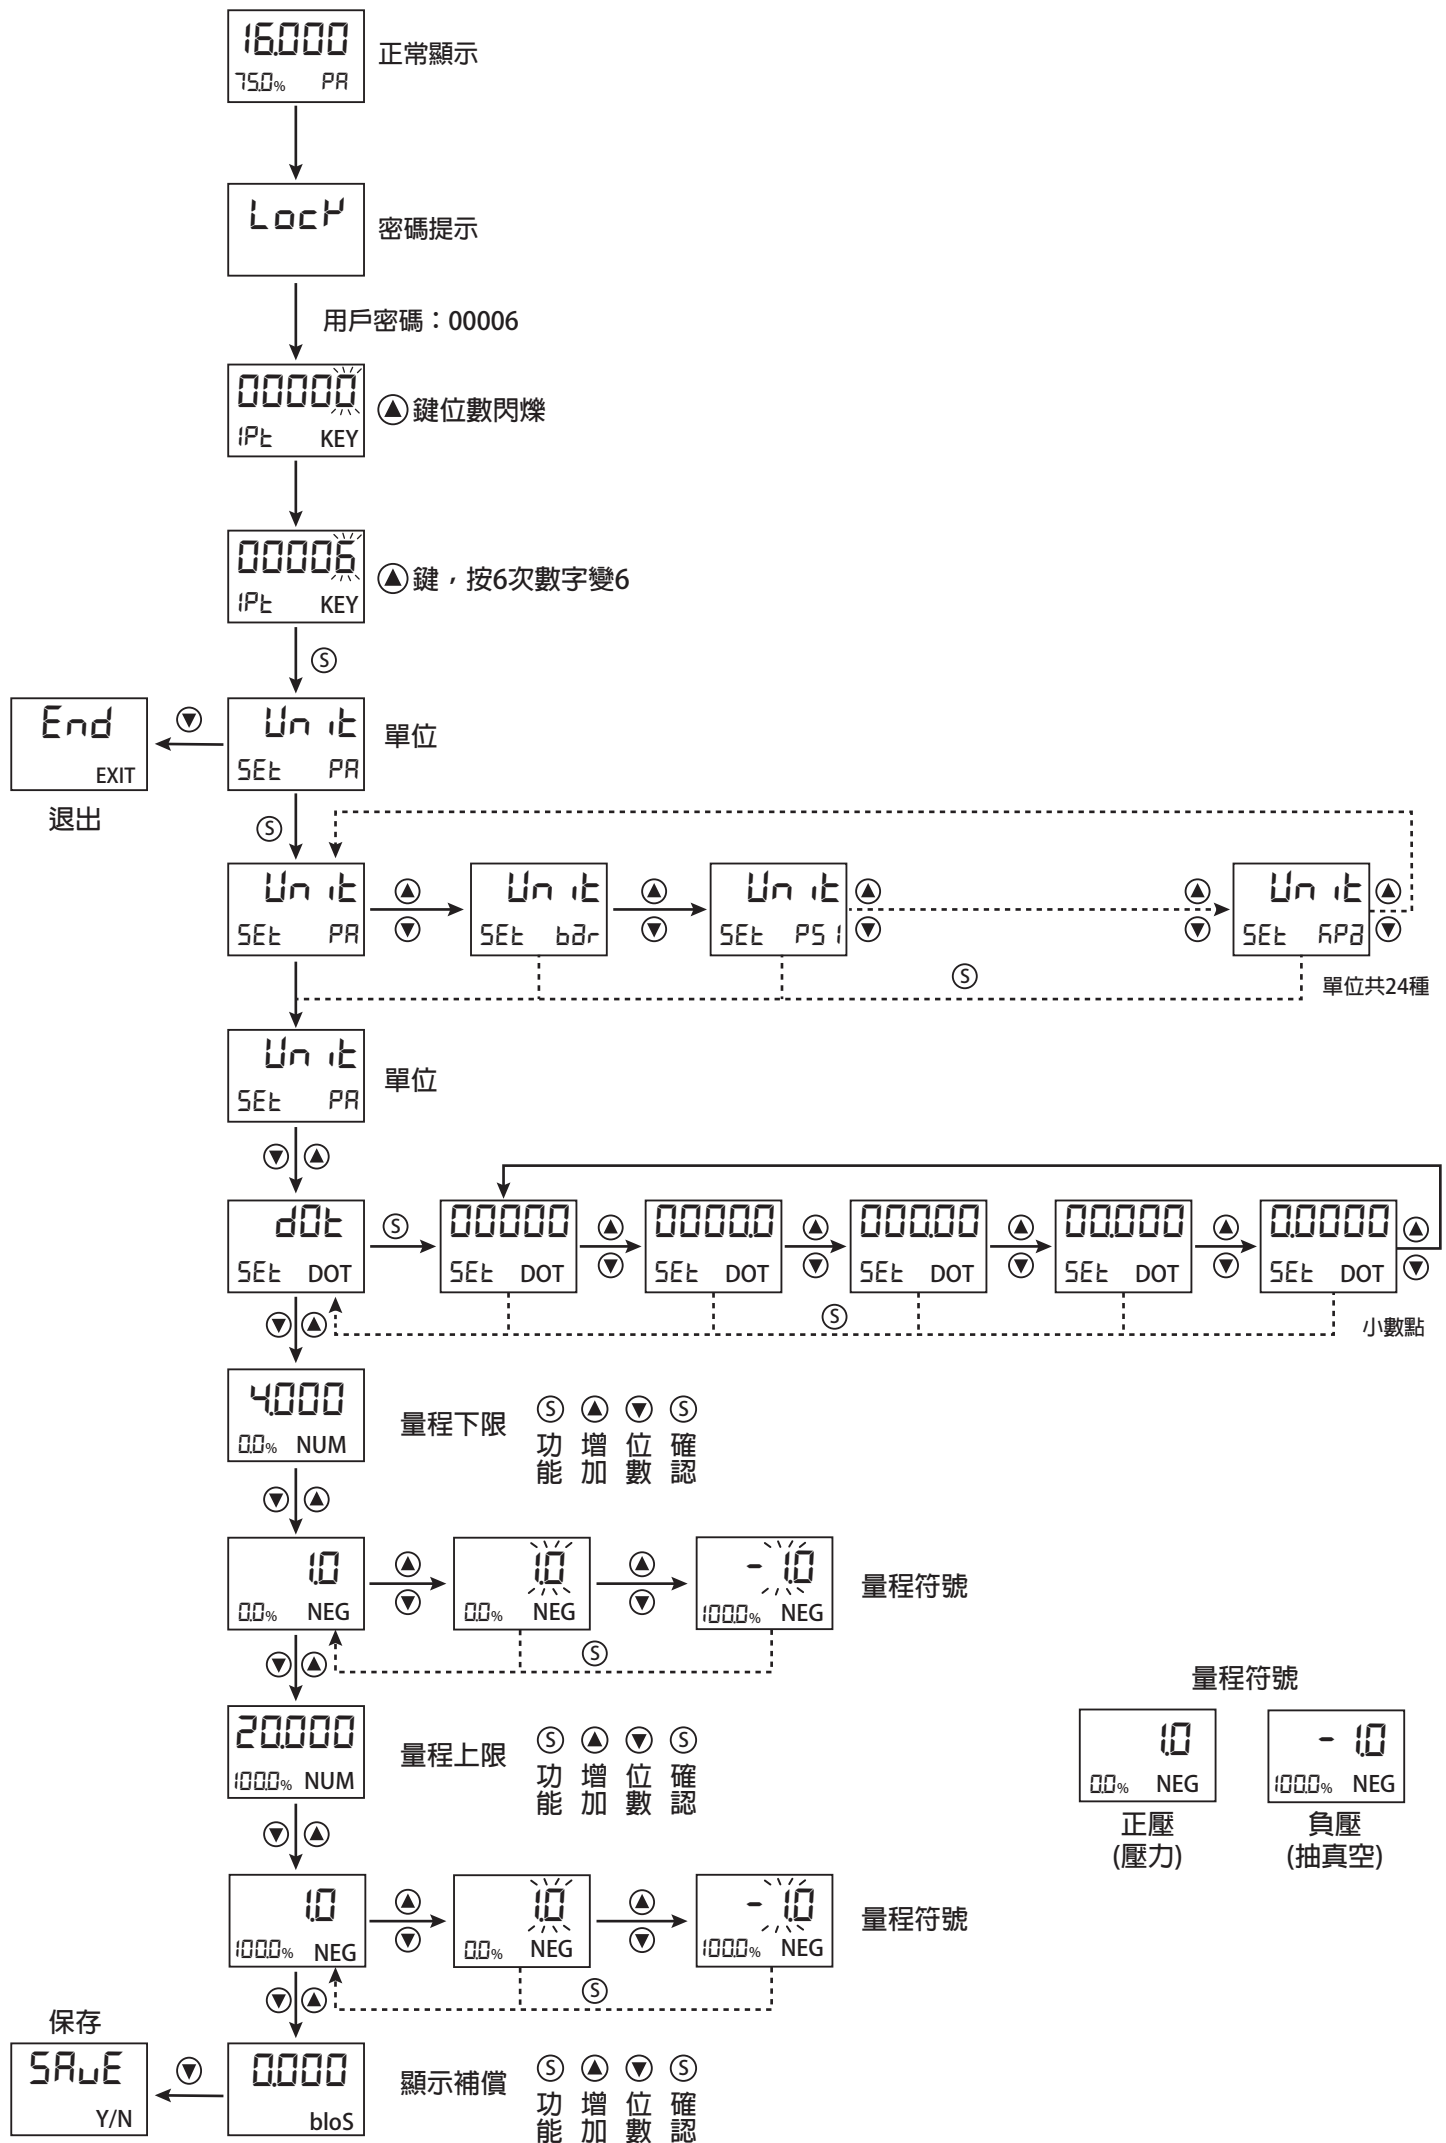 16.000
正常顯示
75.0% PA
LocK
密碼提示
用戶密碼：00006
00000
IPt KEY
▲鍵位數閃爍
00006
IPt KEY
▲鍵，按6次數字變6
S
End
EXIT
退出
▼
Unit
SEt PA
單位
S
Unit
SEt PA
▲
▼
Unit
SEt bar
▲
▼
Unit
SEt PSI
▲
▼
▲
▼
Unit
SEt hPa
▲
▼
S
單位共24種
Unit
SEt PA
單位
▼ ▲
d0t
SEt DOT
S
00000
SEt DOT
▲
▼
0000.0
SEt DOT
▲
▼
000.00
SEt DOT
▲
▼
00.000
SEt DOT
▲
▼
0.0000
SEt DOT
▲
▼
▼ ▲
S
小數點
4.000
0.0% NUM
量程下限
S ▲ ▼ S
功能 增加 位數 確認
▼ ▲
1.0
0.0% NEG
▲
▼
1.0
0.0% NEG
▲
▼
- 1.0
100.0% NEG
量程符號
S
▼ ▲
20.000
100.0% NUM
量程上限
S ▲ ▼ S
功能 增加 位數 確認
▼ ▲
1.0
100.0% NEG
▲
▼
1.0
0.0% NEG
▲
▼
- 1.0
100.0% NEG
量程符號
S
▼ ▲
量程符號
1.0
0.0% NEG
正壓
(壓力)
- 1.0
100.0% NEG
負壓
(抽真空)
保存
SAvE
Y/N
▼
0.000
bloS
顯示補償
S ▲ ▼ S
功能 增加 位數 確認